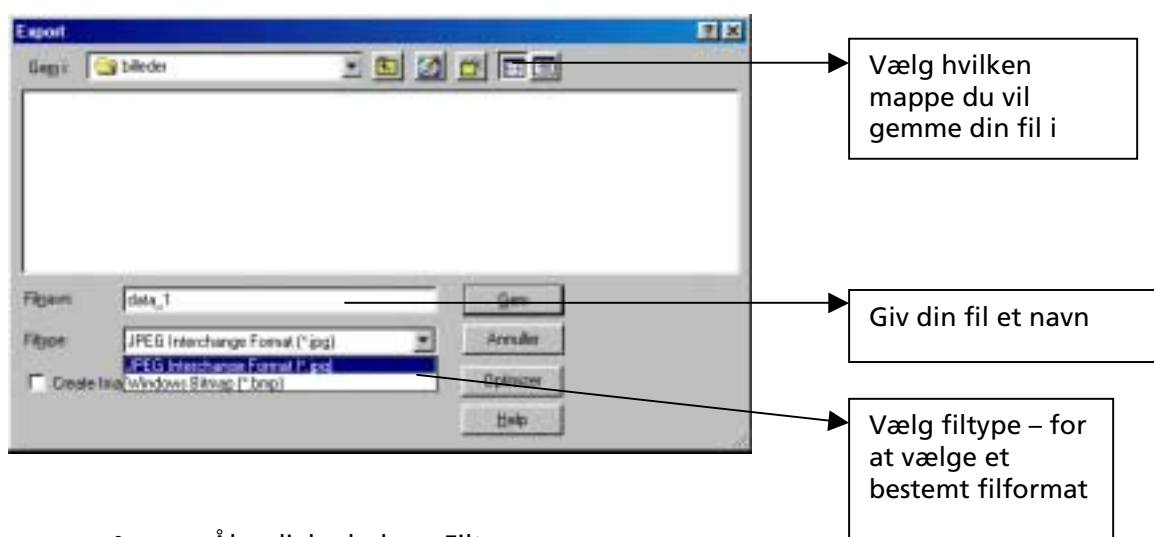 Export
Gem i: billeder
Vælg hvilken
mappe du vil
gemme din fil i
Filnavn: data_1
Gem
Giv din fil et navn
Filtype: JPEG Interchange Format (*.jpg)
Annuller
JPEG Interchange Format (*.jpg)
Create Ima
Windows Bitmap (*.bmp)
Optimizer
Help
Vælg filtype – for
at vælge et
bestemt filformat